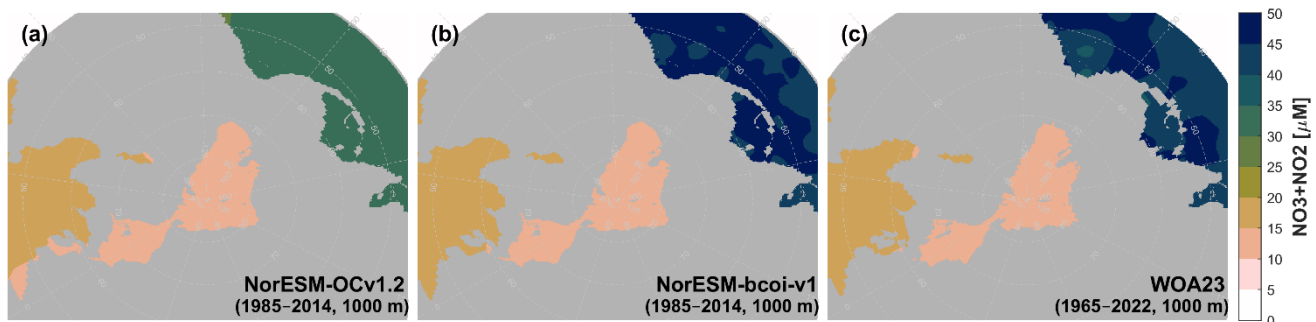 (a)
NorESM-OCv1.2
(1985−2014, 1000 m)
(b)
NorESM-bcoi-v1
(1985−2014, 1000 m)
(c)
WOA23
(1965−2022, 1000 m)
50
45
40
35
30
25
20
15
10
5
0
NO3+NO2 [μM]